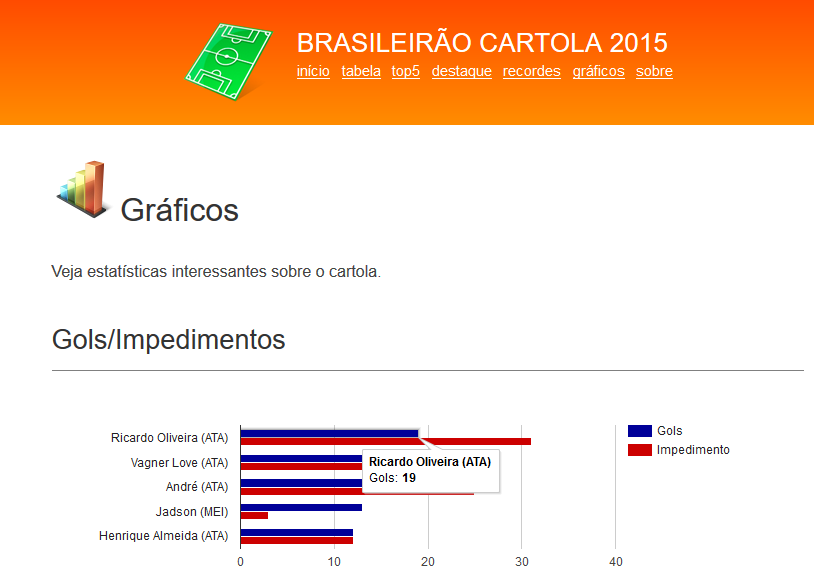 BRASILEIRÃO CARTOLA 2015
início tabela top5 destaque recordes gráficos sobre
Gráficos
Veja estatísticas interessantes sobre o cartola.
Gols/Impedimentos
Ricardo Oliveira (ATA)
Vagner Love (ATA)
André (ATA)
Jadson (MEI)
Henrique Almeida (ATA)
Ricardo Oliveira (ATA)
Gols: 19
Gols
Impedimento
0 10 20 30 40